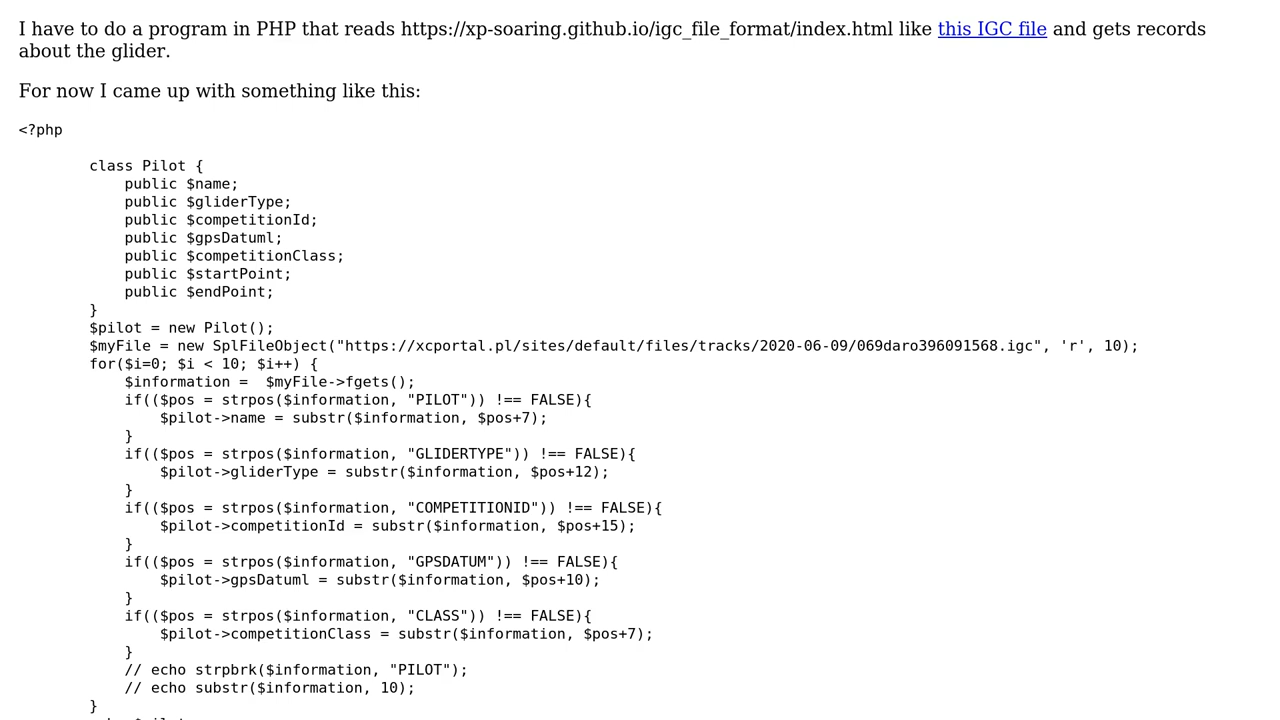 I have to do a program in PHP that reads https://xp-soaring.github.io/igc_file_format/index.html like this IGC file and gets records
about the glider.
For now I came up with something like this:
<?php
class Pilot {
public $name;
public $gliderType;
public $competitionId;
public $gpsDatuml;
public $competitionClass;
public $startPoint;
public $endPoint;
}
$pilot = new Pilot();
$myFile = new SplFileObject("https://xcportal.pl/sites/default/files/tracks/2020-06-09/069daro396091568.igc", 'r', 10);
for($i=0; $i < 10; $i++) {
$information =  $myFile->fgets();
if(($pos = strpos($information, "PILOT")) !== FALSE){
$pilot->name = substr($information, $pos+7);
}
if(($pos = strpos($information, "GLIDERTYPE")) !== FALSE){
$pilot->gliderType = substr($information, $pos+12);
}
if(($pos = strpos($information, "COMPETITIONID")) !== FALSE){
$pilot->competitionId = substr($information, $pos+15);
}
if(($pos = strpos($information, "GPSDATUM")) !== FALSE){
$pilot->gpsDatuml = substr($information, $pos+10);
}
if(($pos = strpos($information, "CLASS")) !== FALSE){
$pilot->competitionClass = substr($information, $pos+7);
}
// echo strpbrk($information, "PILOT");
// echo substr($information, 10);
}